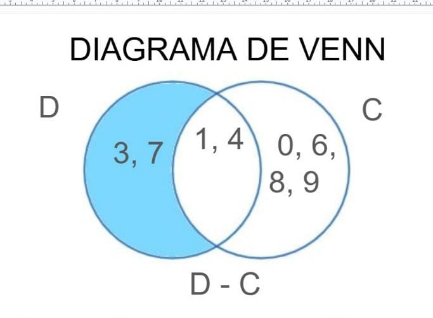 DIAGRAMA DE VENN
D
C
3, 7
1, 4
0, 6,
8, 9
D - C